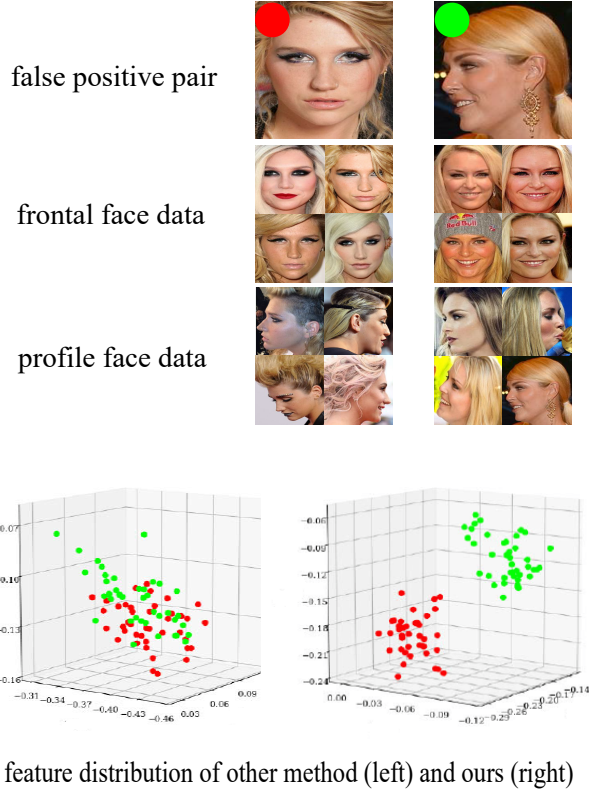 false positive pair
frontal face data
Red Bull
profile face data
0.07
0.10
-0.13
-0.16
-0.31 -0.34 -0.37 -0.40 -0.43 -0.46 0.03 0.06 0.09
-0.06
-0.09
-0.12
-0.15
-0.18
-0.21
-0.24
0.00 -0.03 -0.06 -0.09 -0.12 -0.29 -0.26 -0.23 -0.20 -0.17 -0.14
feature distribution of other method (left) and ours (right)